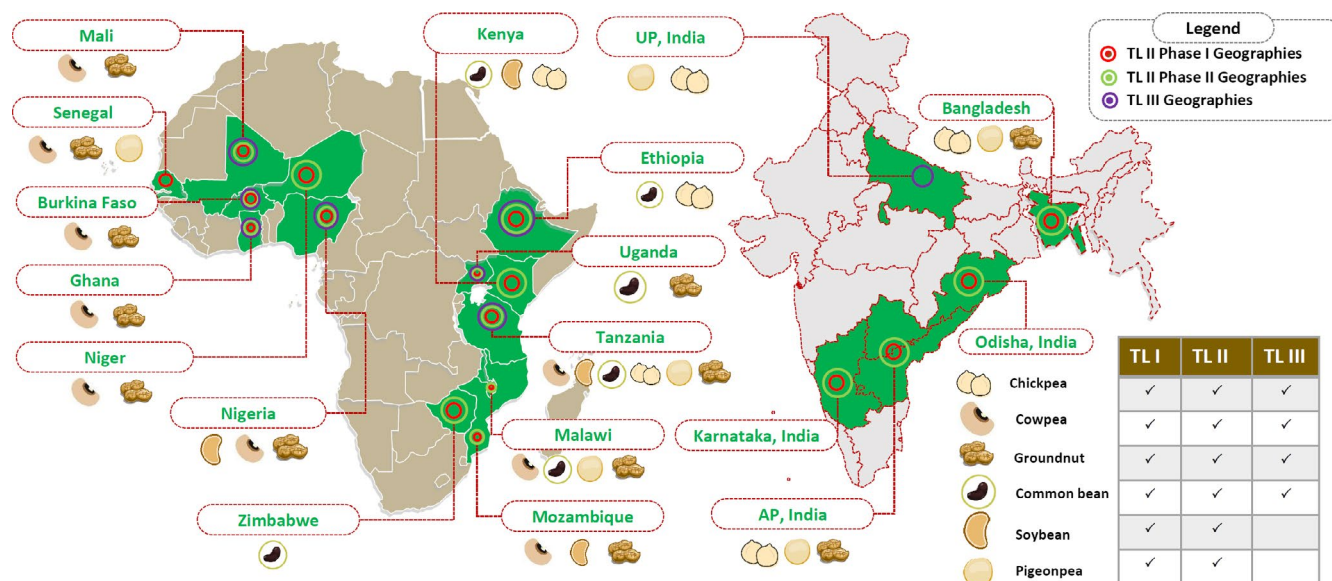 Mali
Senegal
Burkina Faso
Ghana
Niger
Nigeria
Zimbabwe
Kenya
Ethiopia
Uganda
Tanzania
Malawi
Mozambique
UP, India
Bangladesh
Odisha, India
Karnataka, India
AP, India
Legend
TL II Phase I Geographies
TL II Phase II Geographies
TL III Geographies
Chickpea
Cowpea
Groundnut
Common bean
Soybean
Pigeonpea
TL I TL II TL III
✓ ✓ ✓
✓ ✓ ✓
✓ ✓ ✓
✓ ✓ ✓
✓ ✓
✓ ✓